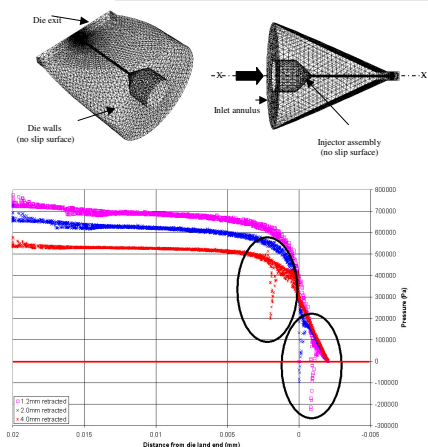 Die exit
Die walls
(no slip surface)
X
X
Inlet annulus
Injector assembly
(no slip surface)
800000
700000
600000
500000
400000
300000
200000
100000
0
-100000
-200000
-300000
Pressure (Pa)
1.2mm retracted
2.0mm retracted
4.0mm retracted
0.02
0.015
0.01
0.005
0
-0.005
Distance from die land end (mm)